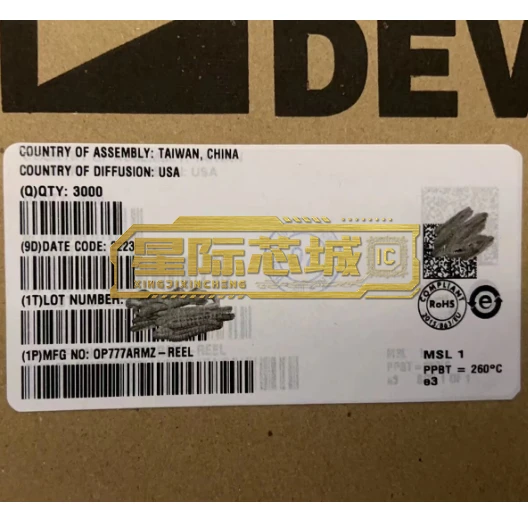 DEV
COUNTRY OF ASSEMBLY: TAIWAN, CHINA
COUNTRY OF DIFFUSION: USA
(Q)QTY: 3000
(9D)DATE CODE:
星际芯城 IC
XINGJIXINCHENG
(1T)LOT NUMBER:
COMPLIANT
RoHS
e
(1P)MFG NO: OP777ARMZ-REEL
MSL 1
PPBT = 260°C
e3